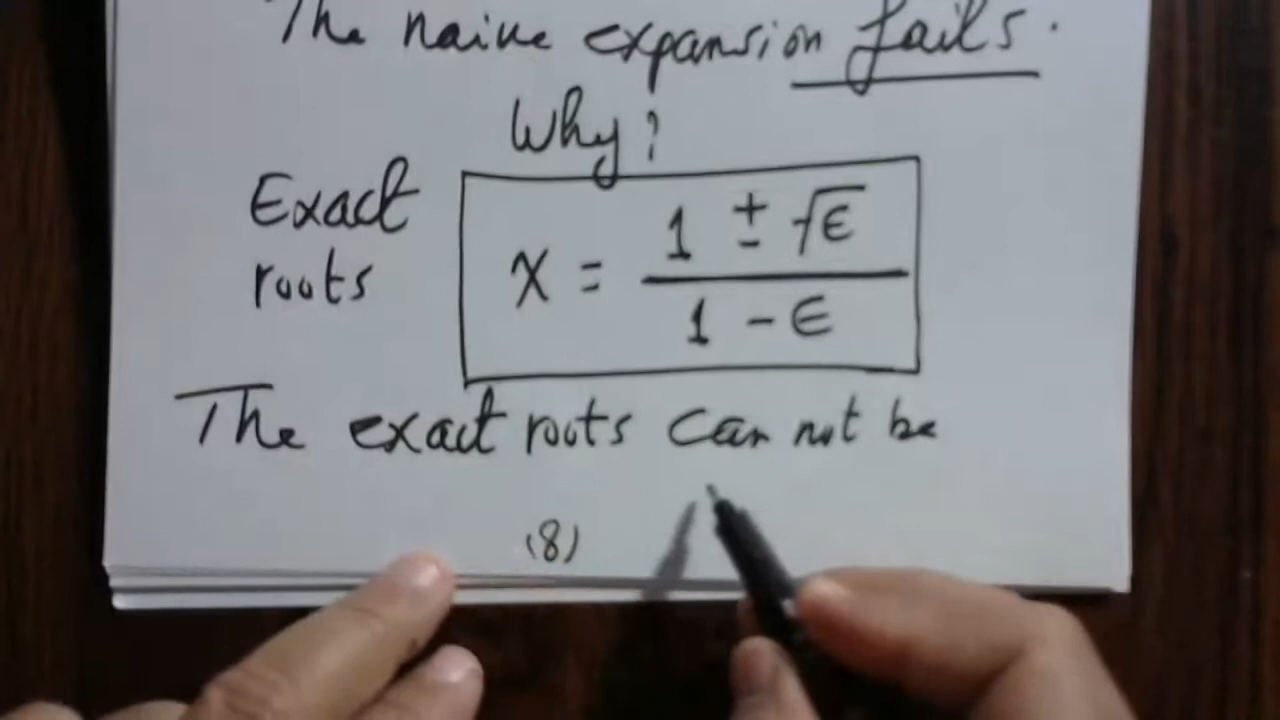 The naive expansion fails.
Why?
Exact roots
x = (1 ± √ϵ) / (1 - ϵ)
The exact roots can not be
(8)